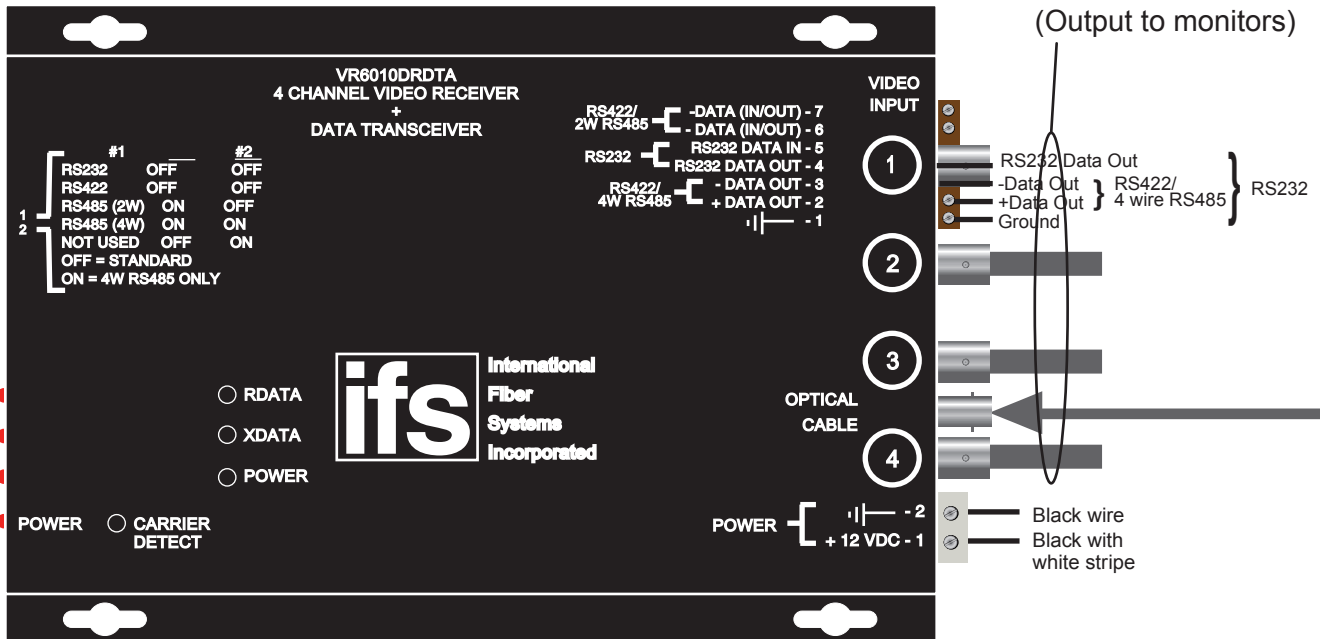 (Output to monitors)
VR6010DRDTA
4 CHANNEL VIDEO RECEIVER
+
DATA TRANSCEIVER
VIDEO
INPUT
#1 #2
RS232 OFF OFF
RS422 OFF OFF
RS485 (2W) ON OFF
RS485 (4W) ON ON
NOT USED OFF ON
OFF = STANDARD
ON = 4W RS485 ONLY
1
2
RS422/
2W RS485
-DATA (IN/OUT) - 7
- DATA (IN/OUT) - 6
RS232
RS232 DATA IN - 5
RS232 DATA OUT - 4
RS422/
4W RS485
- DATA OUT - 3
+ DATA OUT - 2
- 1
1
2
3
4
RS232 Data Out
-Data Out
+Data Out
Ground
RS422/
4 wire RS485
RS232
RDATA
XDATA
POWER
POWER
CARRIER
DETECT
ifs
International
Fiber
Systems
Incorporated
OPTICAL
CABLE
POWER
- 2
+ 12 VDC - 1
Black wire
Black with
white stripe